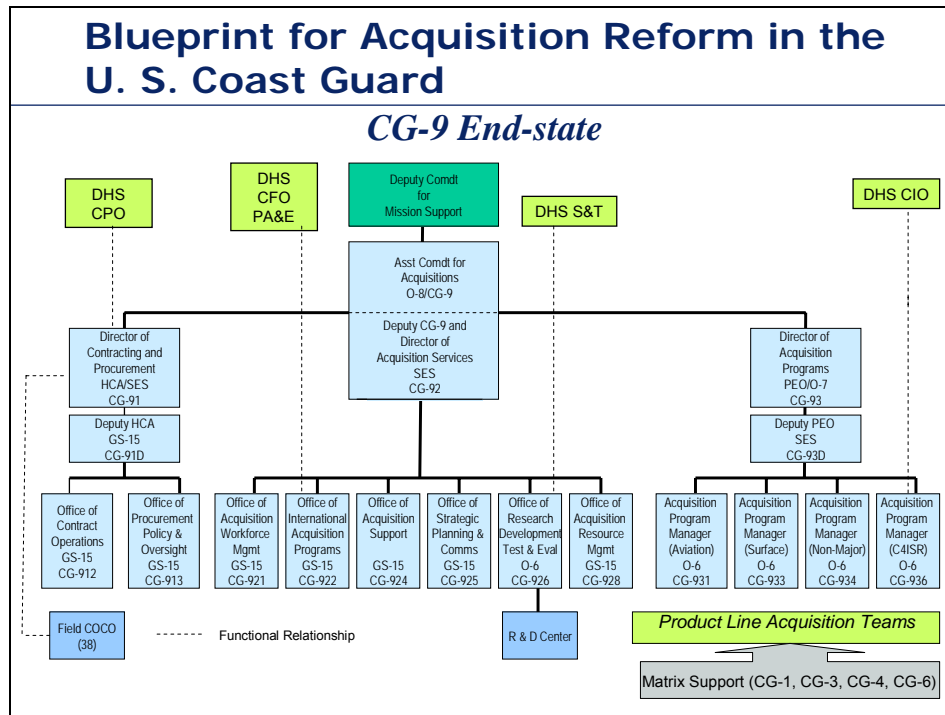 Blueprint for Acquisition Reform in the
U. S. Coast Guard
CG-9 End-state
DHS
CPO
DHS
CFO
PA&E
Deputy Comdt
for
Mission Support
DHS S&T
DHS CIO
Asst Comdt for
Acquisitions
O-8/CG-9
Deputy CG-9 and
Director of
Acquisition Services
SES
CG-92
Director of
Contracting and
Procurement
HCA/SES
CG-91
Director of
Acquisition
Programs
PEO/O-7
CG-93
Deputy HCA
GS-15
CG-91D
Deputy PEO
SES
CG-93D
Office of
Contract
Operations
GS-15
CG-912
Office of
Procurement
Policy &
Oversight
GS-15
CG-913
Office of
Acquisition
Workforce
Mgmt
GS-15
CG-921
Office of
International
Acquisition
Programs
GS-15
CG-922
Office of
Acquisition
Support
GS-15
CG-924
Office of
Strategic
Planning
& Comms
GS-15
CG-925
Office of
Research
Development
Test & Eval
O-6
CG-926
Office of
Acquisition
Resource
Mgmt
GS-15
CG-928
Acquisition
Program
Manager
(Aviation)
O-6
CG-931
Acquisition
Program
Manager
(Surface)
O-6
CG-933
Acquisition
Program
Manager
(Non-Major)
O-6
CG-934
Acquisition
Program
Manager
(C4ISR)
O-6
CG-936
Field COCO
(38)
Functional Relationship
R & D Center
Product Line Acquisition Teams
Matrix Support (CG-1, CG-3, CG-4, CG-6)